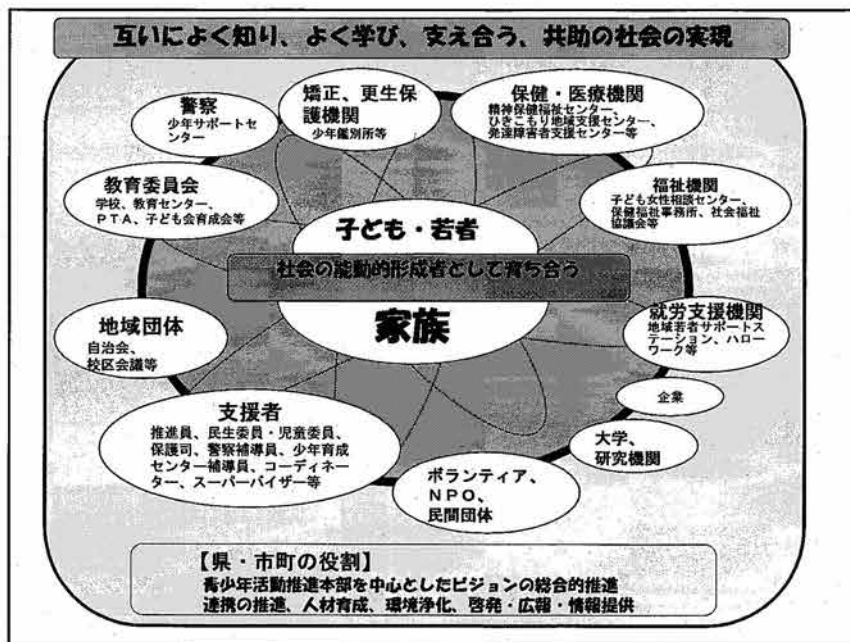 互いによく知り、よく学び、支え合う、共助の社会の実現
警察
少年サポートセ
ンター
矯正、更生保
護機関
少年鑑別所等
保健・医療機関
精神保健福祉センター、
ひきこもり地域支援センター、
発達障害者支援センター等
教育委員会
学校、教育センター、
PTA、子ども会育成会等
福祉機関
子ども女性相談センター、
保健福祉事務所、社会福祉
協議会等
子ども・若者
社会の能動的形成者として育ち合う
家族
地域団体
自治会、
校区会議等
就労支援機関
地域若者サポートス
テーション、ハロー
ワーク等
企業
大学、
研究機関
支援者
推進員、民生委員・児童委員、
保護司、警察補導員、少年育成
センター補導員、コーディネー
ター、スーパーバイザー等
ボランティア、
NPO、
民間団体
【県・市町の役割】
青少年活動推進本部を中心としたビジョンの総合的推進
連携の推進、人材育成、環境浄化、啓発・広報・情報提供